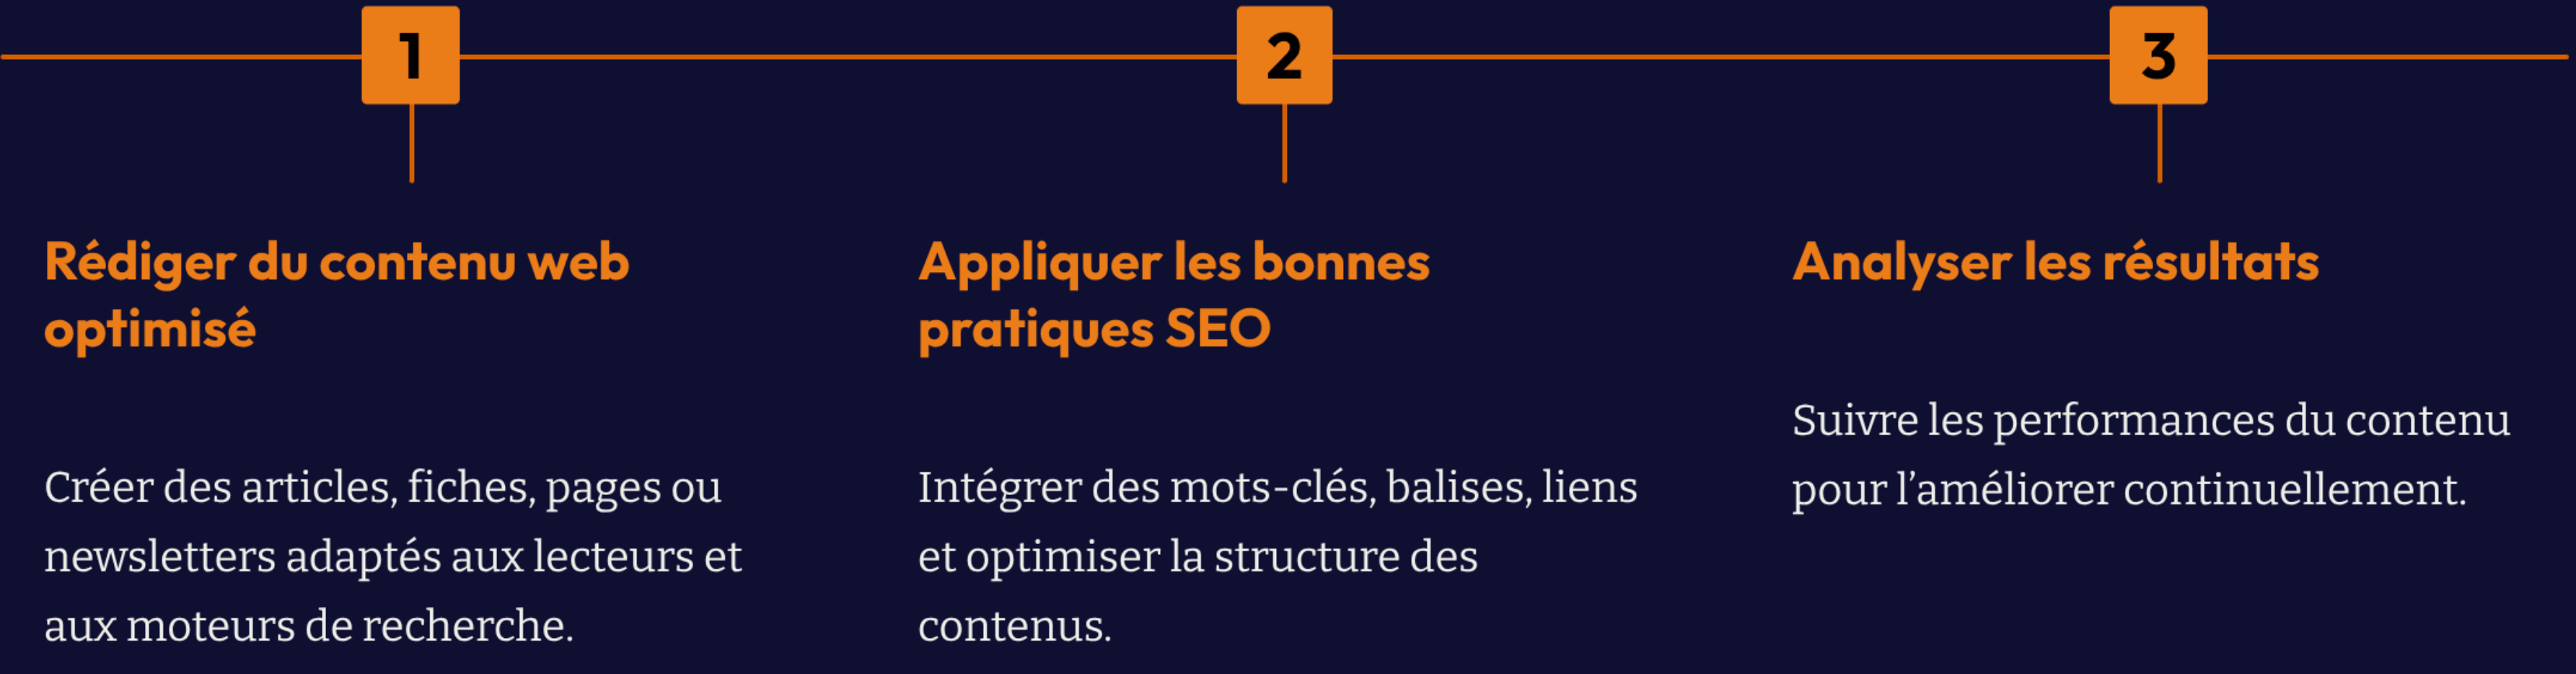 1
Rédiger du contenu web
optimisé
Créer des articles, fiches, pages ou
newsletters adaptés aux lecteurs et
aux moteurs de recherche.
2
Appliquer les bonnes
pratiques SEO
Intégrer des mots-clés, balises, liens
et optimiser la structure des
contenus.
3
Analyser les résultats
Suivre les performances du contenu
pour l’améliorer continuellement.